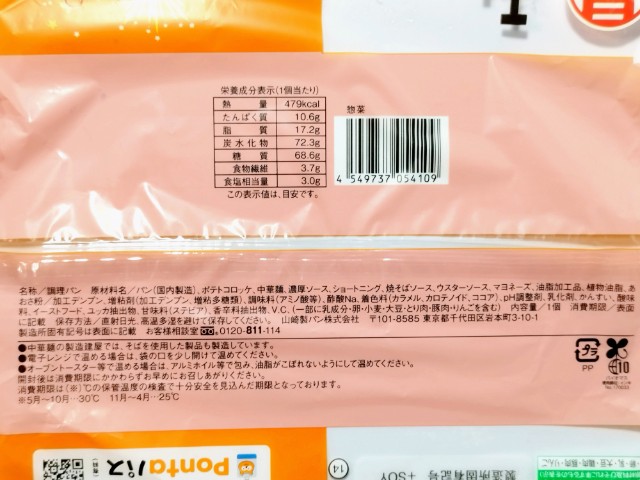 栄養成分表示(1個当たり)
熱量 479kcal
たんぱく質 10.6g
脂質 17.2g
炭水化物 72.3g
糖質 68.6g
食物繊維 3.7g
食塩相当量 3.0g
この表示値は、目安です。
惣菜
4 549737 054109
名称/調理パン 原材料名/パン(国内製造)、ポテトコロッケ、中華麺、濃厚ソース、ショートニング、焼そばソース、ウスターソース、マヨネーズ、油脂加工品、植物油脂、あ
おさ粉/加工デンプン、増粘剤(加工デンプン、増粘多糖類)、調味料(アミノ酸等)、酢酸Na、着色料(カラメル、カロテノイド、ココア)、pH調整剤、乳化剤、かんすい、酸味
料、イーストフード、ユッカ抽出物、甘味料(ステビア)、香辛料抽出物、V.C、(一部に乳成分・卵・小麦・大豆・とり肉・豚肉・りんごを含む) 内容量/1個 消費期限/表面
に記載 保存方法/直射日光、高温多湿を避けて保存してください。 山崎製パン株式会社 〒101-8585 東京都千代田区岩本町3-10-1
製造所固有記号は表面に記載 お客様相談室 0120-811-114
●中華麺の製造建屋では、そばを使用した製品も製造しています。
●電子レンジで温める場合は、袋の口を少し開けて温めてください。
●オーブントースター等で温める場合は、アルミホイル等で包み、油脂がこぼれないようにして温めてください。
開封後は消費期限にかかわらずお早めにお召しあがりください。
消費期限は(※)℃の保管温度の検査で十分安全を見込んだ期限となっております。
※5月〜10月…30℃ 11月〜4月…25℃
プラ
PP
10
Pontaパス
14
製造所固有記号 +SOY